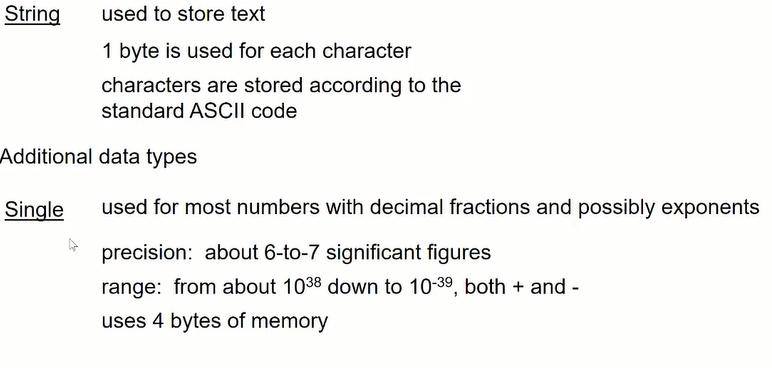 String used to store text
1 byte is used for each character
characters are stored according to the
standard ASCII code
Additional data types
Single used for most numbers with decimal fractions and possibly exponents
precision: about 6-to-7 significant figures
range: from about 10³⁸ down to 10⁻³⁹, both + and -
uses 4 bytes of memory